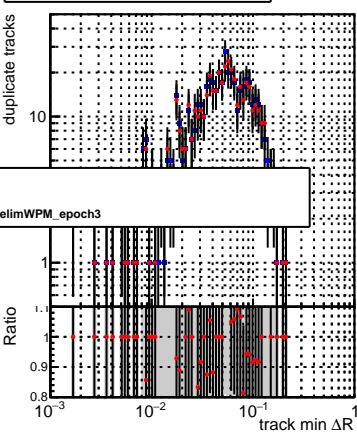 duplicate tracks
10
elimWPM_epoch3
1
Ratio
1.1
1
0.9
0.8
10⁻³ 10⁻² 10⁻¹ 1
track min ΔR